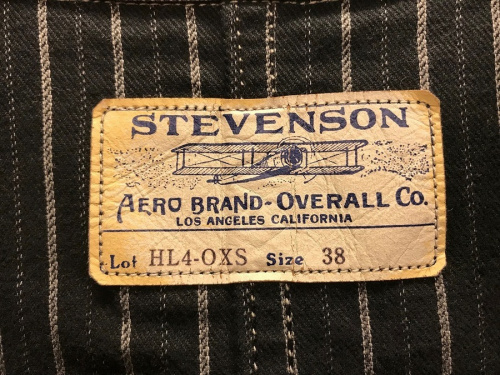 STEVENSON
AERO BRAND-OVERALL CO.
LOS ANGELES CALIFORNIA
Lot HL4-OXS Size 38